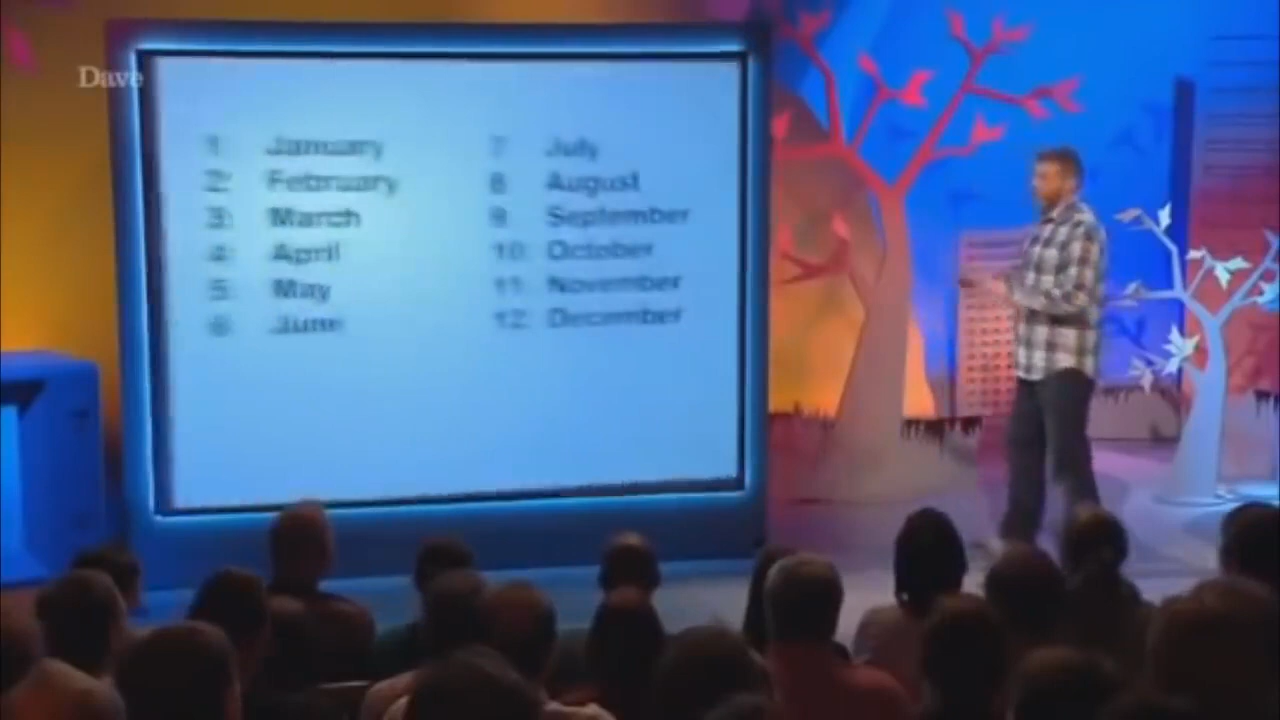 Dave
1: January
2: February
3: March
4: April
5: May
6: June
7: July
8: August
9: September
10: October
11: November
12: December